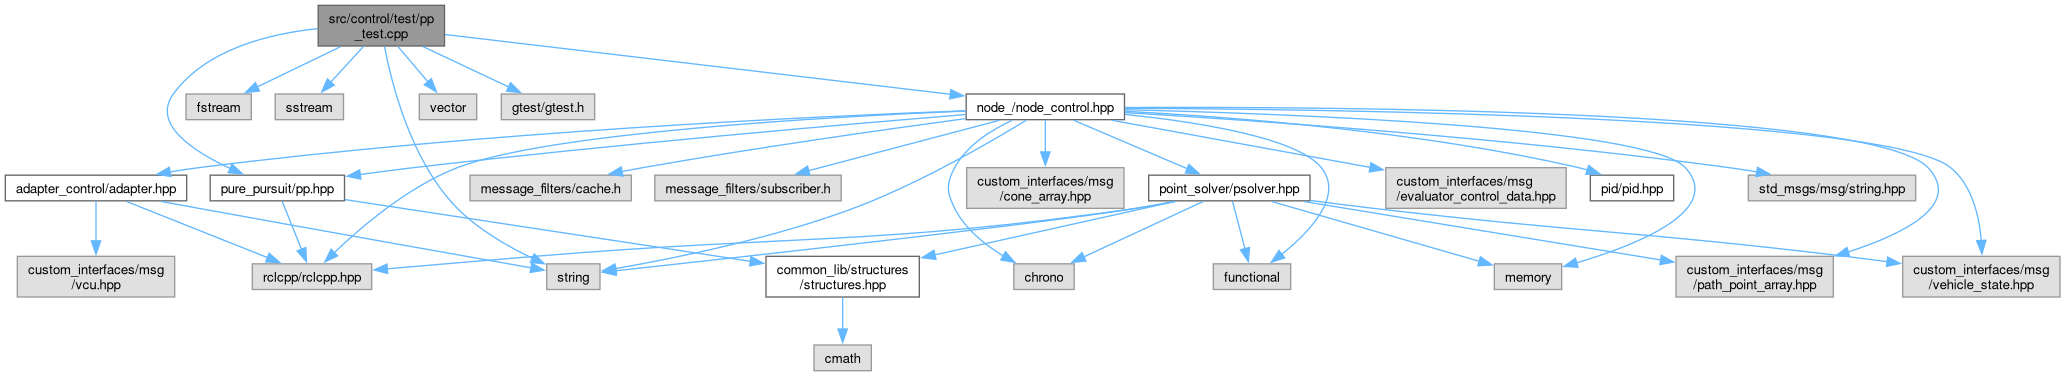 src/control/test/pp
_test.cpp
fstream
sstream
vector
gtest/gtest.h
node_/node_control.hpp
adapter_control/adapter.hpp
pure_pursuit/pp.hpp
message_filters/cache.h
message_filters/subscriber.h
custom_interfaces/msg
/cone_array.hpp
point_solver/psolver.hpp
custom_interfaces/msg
/evaluator_control_data.hpp
pid/pid.hpp
std_msgs/msg/string.hpp
custom_interfaces/msg
/vcu.hpp
rclcpp/rclcpp.hpp
string
common_lib/structures
/structures.hpp
chrono
functional
memory
custom_interfaces/msg
/path_point_array.hpp
custom_interfaces/msg
/vehicle_state.hpp
cmath